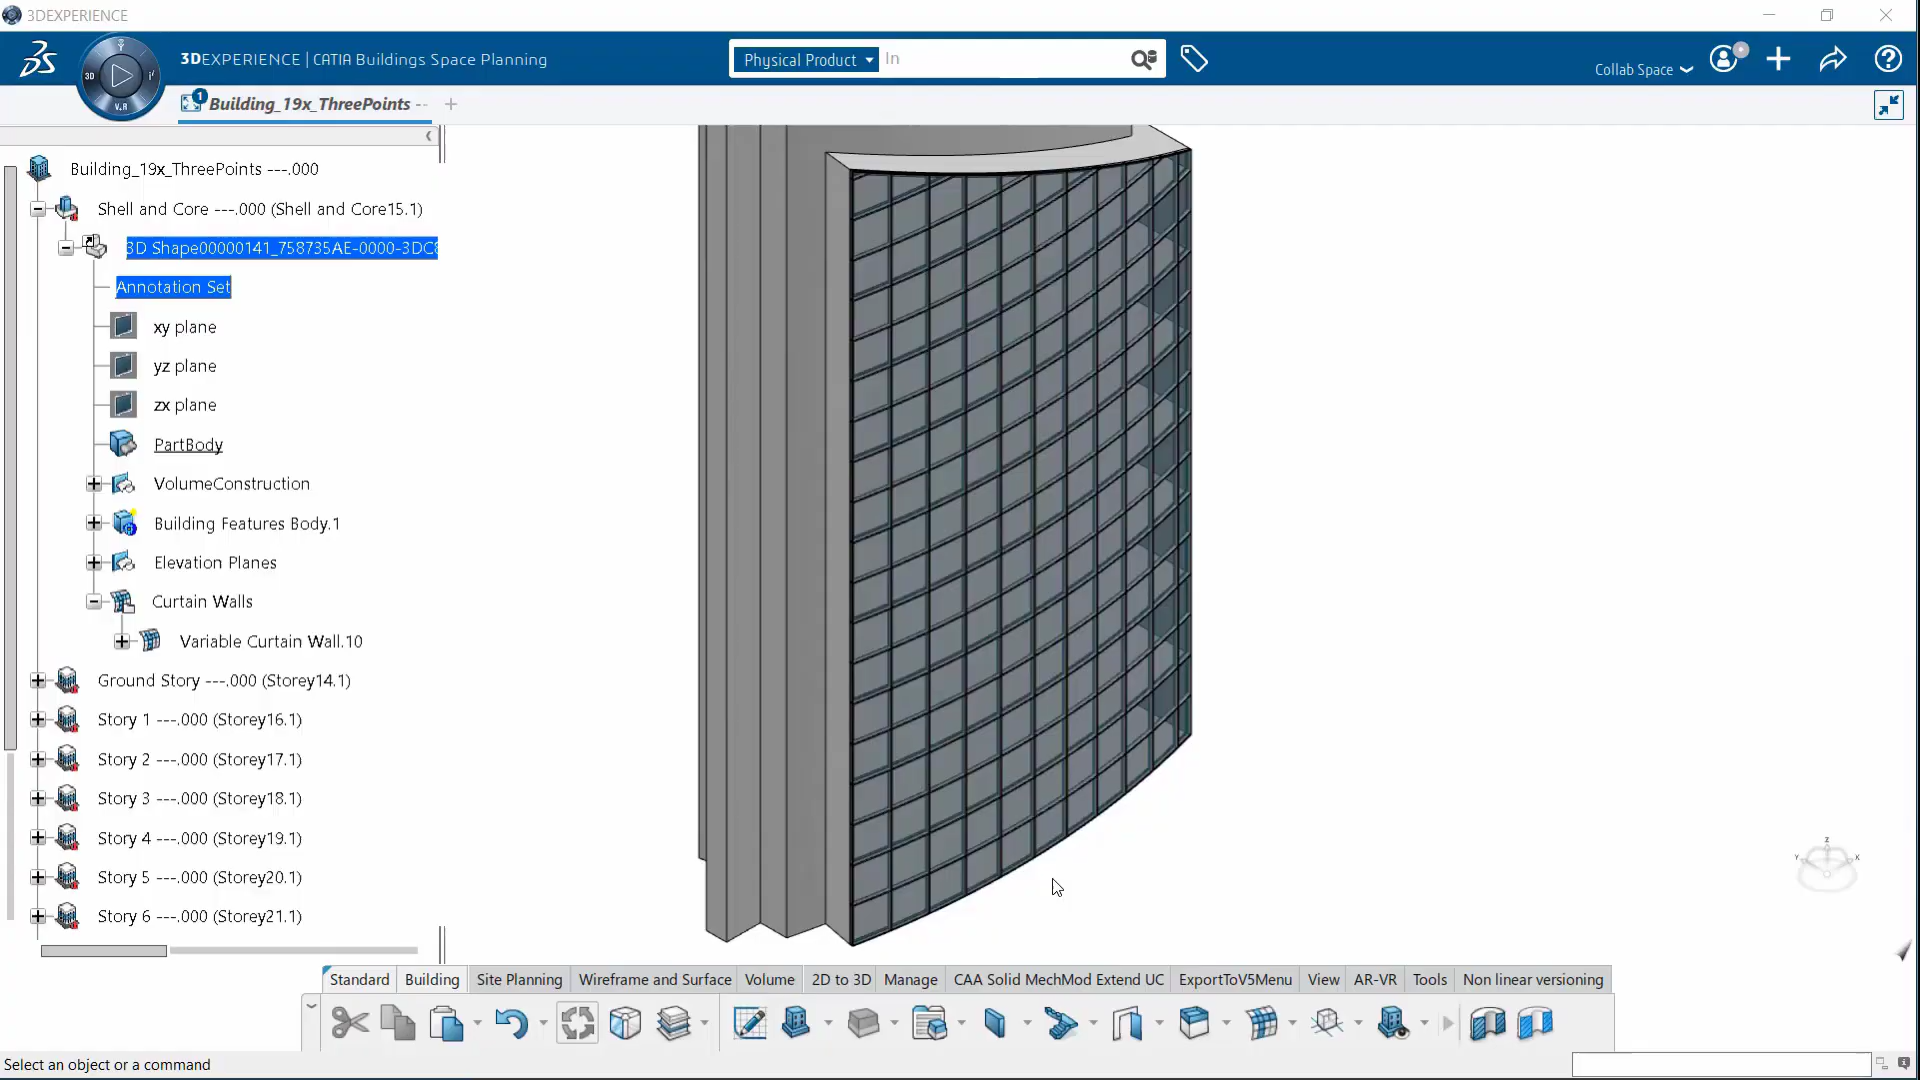 3DEXPERIENCE
3DEXPERIENCE | CATIA Buildings Space Planning
Physical Product
In
Collab Space
3D
i'
V.R
1
Building_19x_ThreePoints --
Building_19x_ThreePoints ---.000
Shell and Core ---.000 (Shell and Core15.1)
3D Shape00000141_758735AE-0000-3DC8
Annotation Set
xy plane
yz plane
zx plane
PartBody
VolumeConstruction
Building Features Body.1
Elevation Planes
Curtain Walls
Variable Curtain Wall.10
Ground Story ---.000 (Storey14.1)
Story 1 ---.000 (Storey16.1)
Story 2 ---.000 (Storey17.1)
Story 3 ---.000 (Storey18.1)
Story 4 ---.000 (Storey19.1)
Story 5 ---.000 (Storey20.1)
Story 6 ---.000 (Storey21.1)
Z
Y X
Standard Building Site Planning Wireframe and Surface Volume 2D to 3D Manage CAA Solid MechMod Extend UC ExportToV5Menu View AR-VR Tools Non linear versioning
Select an object or a command